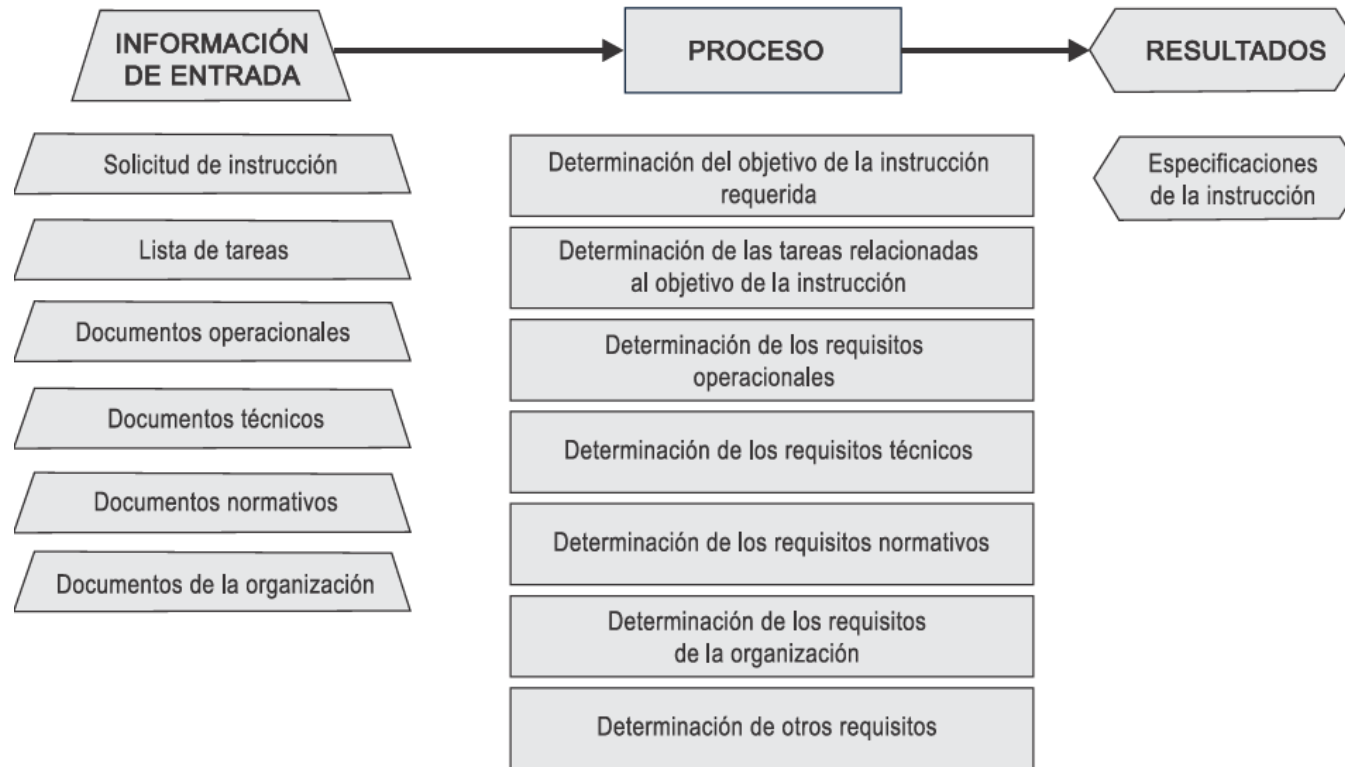 INFORMACIÓN
DE ENTRADA
PROCESO
RESULTADOS
Solicitud de instrucción
Lista de tareas
Documentos operacionales
Documentos técnicos
Documentos normativos
Documentos de la organización
Determinación del objetivo de la instrucción
requerida
Determinación de las tareas relacionadas
al objetivo de la instrucción
Determinación de los requisitos
operacionales
Determinación de los requisitos técnicos
Determinación de los requisitos normativos
Determinación de los requisitos
de la organización
Determinación de otros requisitos
Especificaciones
de la instrucción